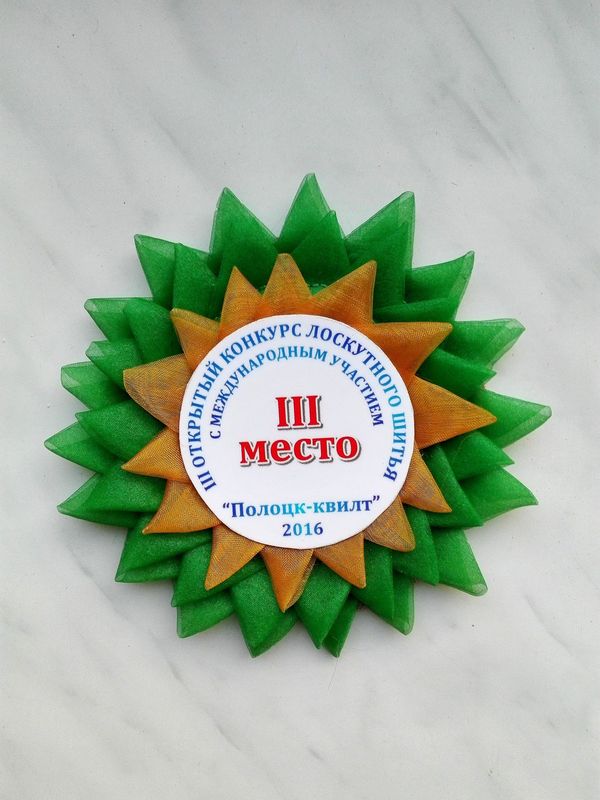 III ОТКРЫТЫЙ КОНКУРС ЛОСКУТНОГО ШИТЬЯ
С МЕЖДУНАРОДНЫМ УЧАСТИЕМ
III
место
“Полоцк-квилт”
2016